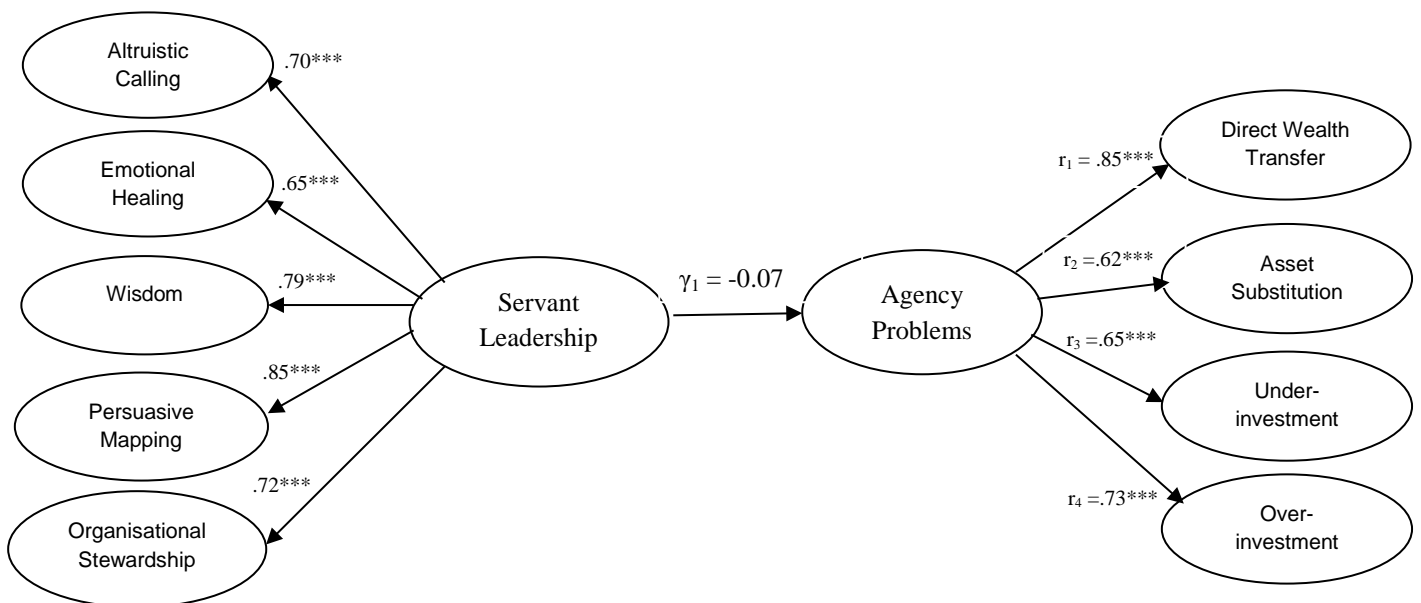 Altruistic
Calling
.70***
Emotional
Healing
.65***
Wisdom
.79***
Persuasive
Mapping
.85***
Organisational
Stewardship
.72***
Servant
Leadership
γ1 = -0.07
Agency
Problems
r1 = .85***
Direct Wealth
Transfer
r2 =.62***
Asset
Substitution
r3 =.65***
Under-
investment
r4 =.73***
Over-
investment